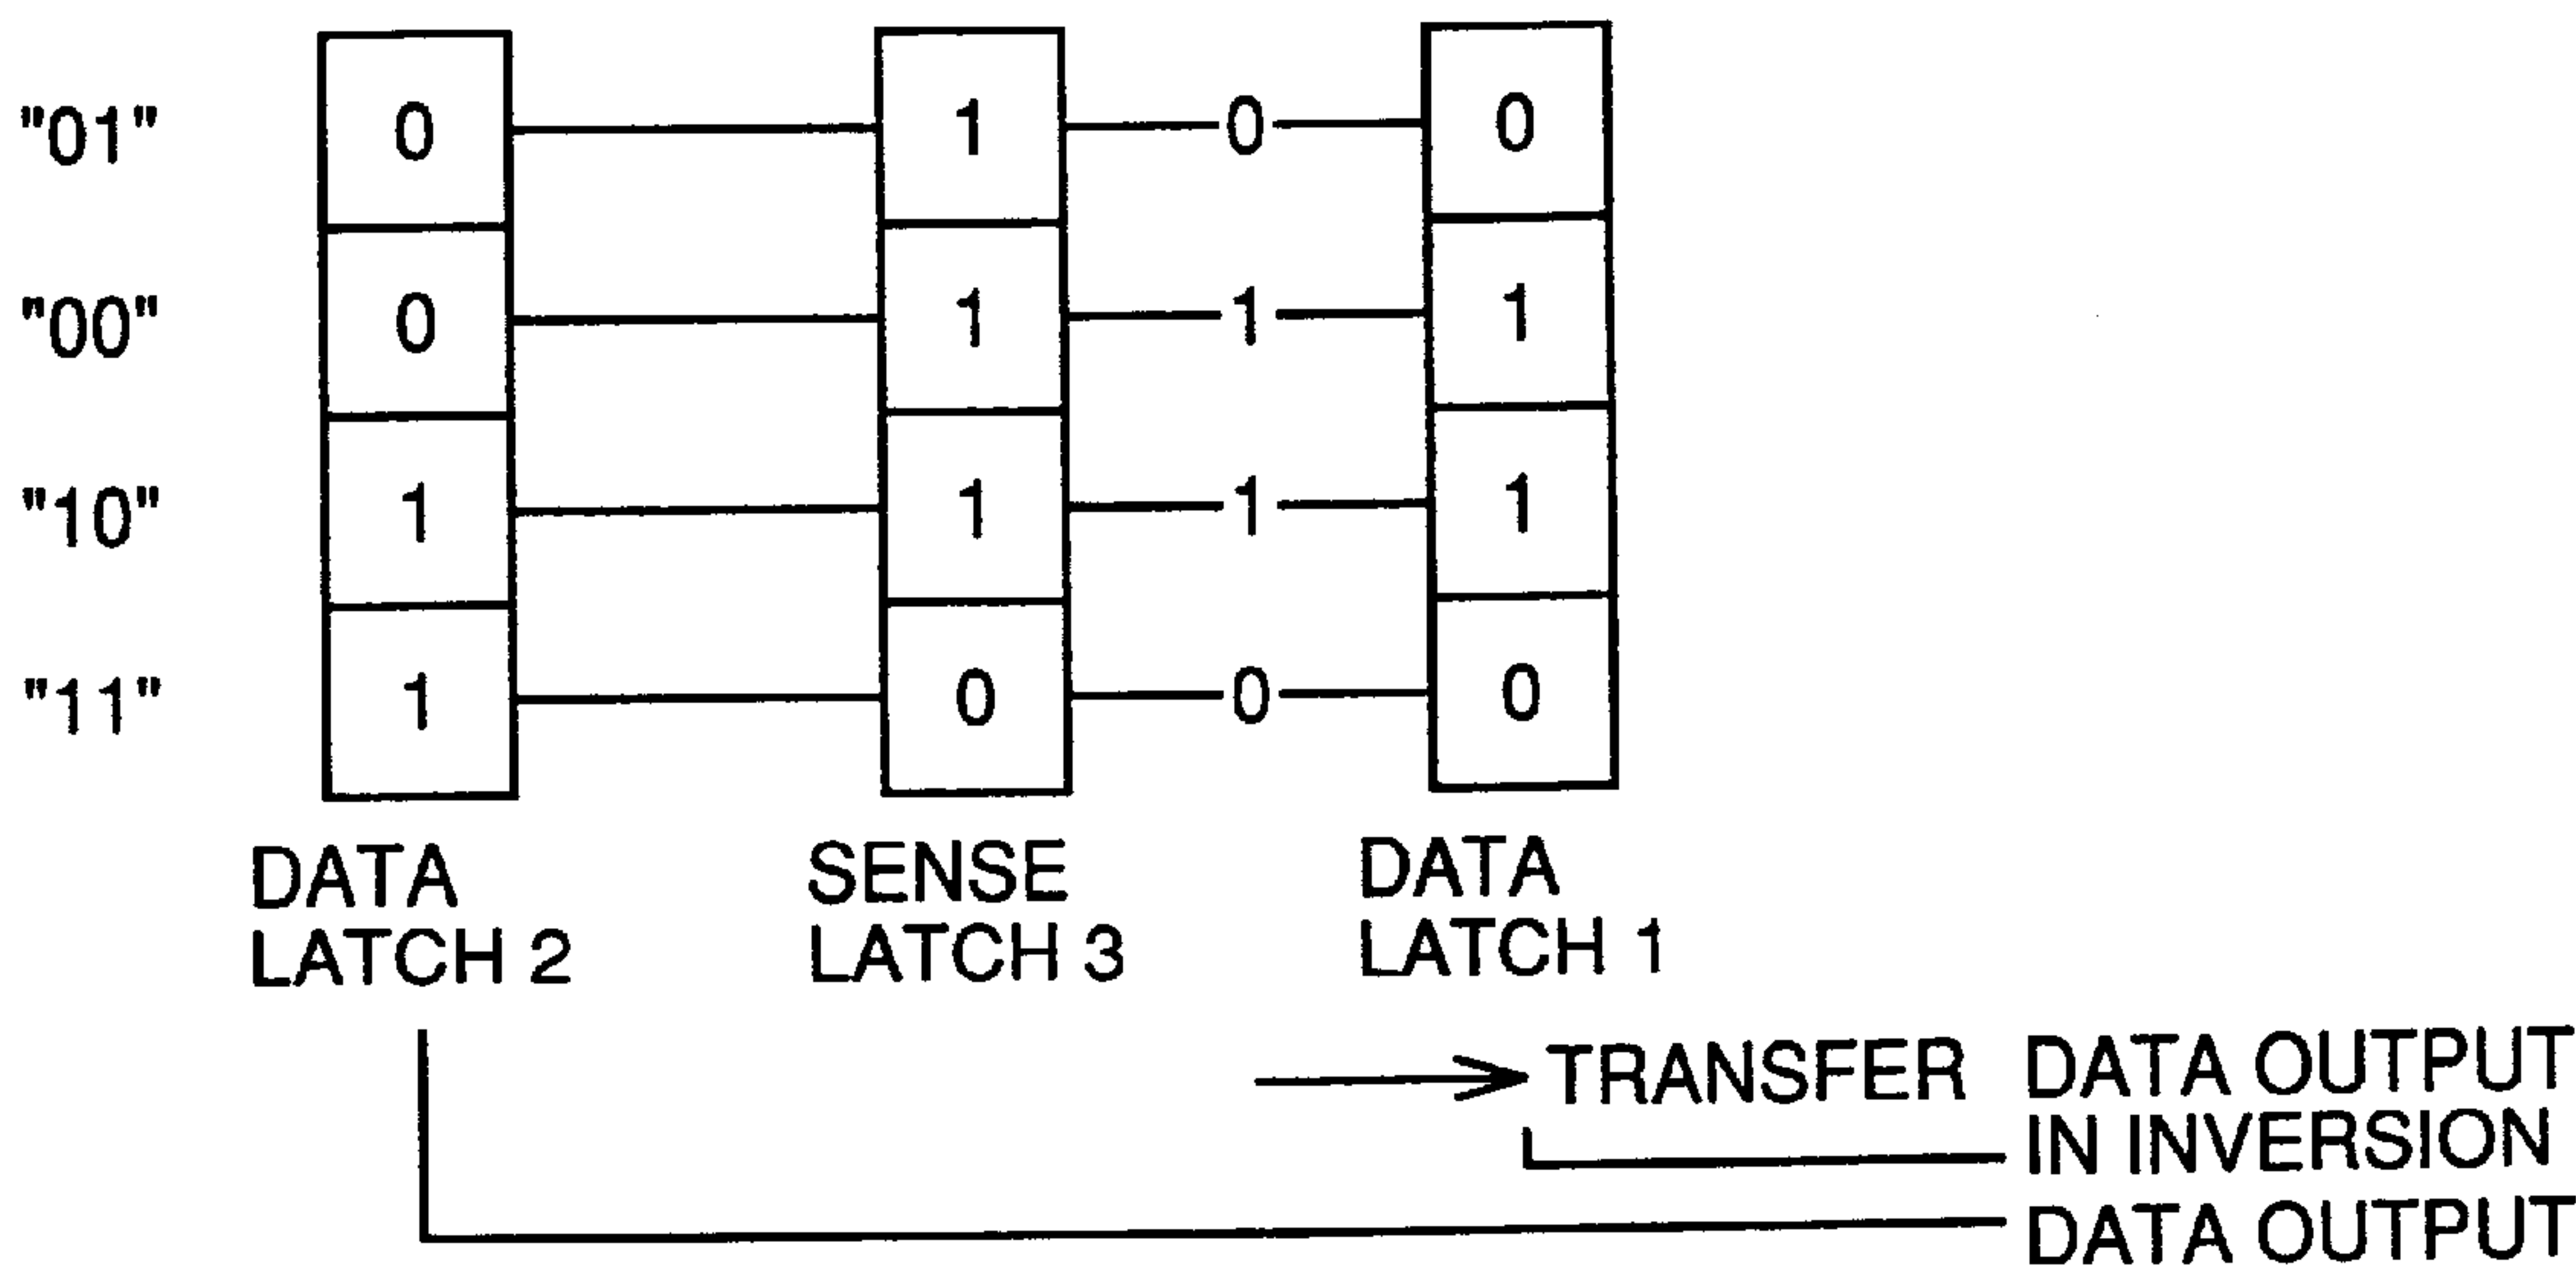 "01" 0 1 0 0
"00" 0 1 1 1
"10" 1 1 1 1
"11" 1 0 0 0
DATA LATCH 2
SENSE LATCH 3
DATA LATCH 1
TRANSFER
DATA OUTPUT
IN INVERSION
DATA OUTPUT